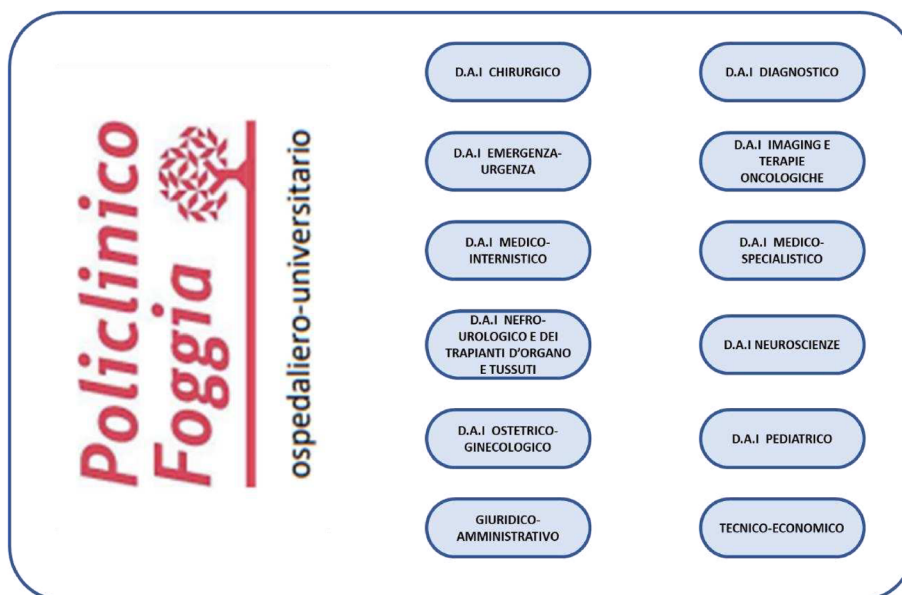 Policlinico
Foggia
ospedaliero-universitario
D.A.I CHIRURGICO
D.A.I DIAGNOSTICO
D.A.I EMERGENZA-
URGENZA
D.A.I IMAGING E
TERAPIE
ONCOLOGICHE
D.A.I MEDICO-
INTERNISTICO
D.A.I MEDICO-
SPECIALISTICO
D.A.I NEFRO-
UROLOGICO E DEI
TRAPIANTI D’ORGANO
E TUSSUTI
D.A.I NEUROSCIENZE
D.A.I OSTETRICO-
GINECOLOGICO
D.A.I PEDIATRICO
GIURIDICO-
AMMINISTRATIVO
TECNICO-ECONOMICO